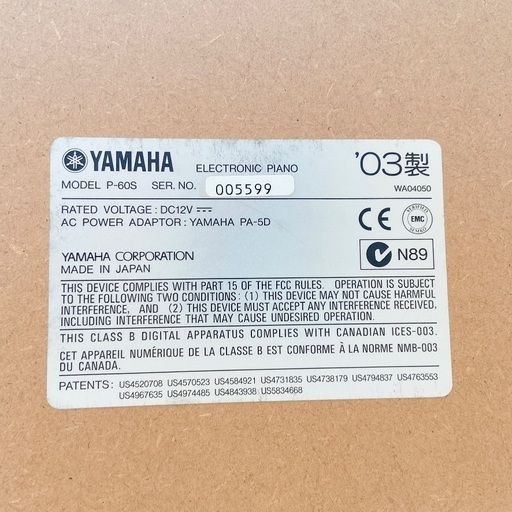 YAMAHA ELECTRONIC PIANO '03製
MODEL P-60S SER. NO. 005599 WA04050
RATED VOLTAGE : DC12V ⎓
AC POWER ADAPTOR : YAMAHA PA-5D
CE EMC
N89
YAMAHA CORPORATION
MADE IN JAPAN
THIS DEVICE COMPLIES WITH PART 15 OF THE FCC RULES. OPERATION IS SUBJECT
TO THE FOLLOWING TWO CONDITIONS: (1) THIS DEVICE MAY NOT CAUSE HARMFUL
INTERFERENCE, AND (2) THIS DEVICE MUST ACCEPT ANY INTERFERENCE RECEIVED,
INCLUDING INTERFERENCE THAT MAY CAUSE UNDESIRED OPERATION.
THIS CLASS B DIGITAL APPARATUS COMPLIES WITH CANADIAN ICES-003.
CET APPAREIL NUMÉRIQUE DE LA CLASSE B EST CONFORME À LA NORME NMB-003
DU CANADA.
PATENTS: US4520708 US4570523 US4584921 US4731835 US4738179 US4794837 US4763553
US4967635 US4974485 US4843938 US5834668